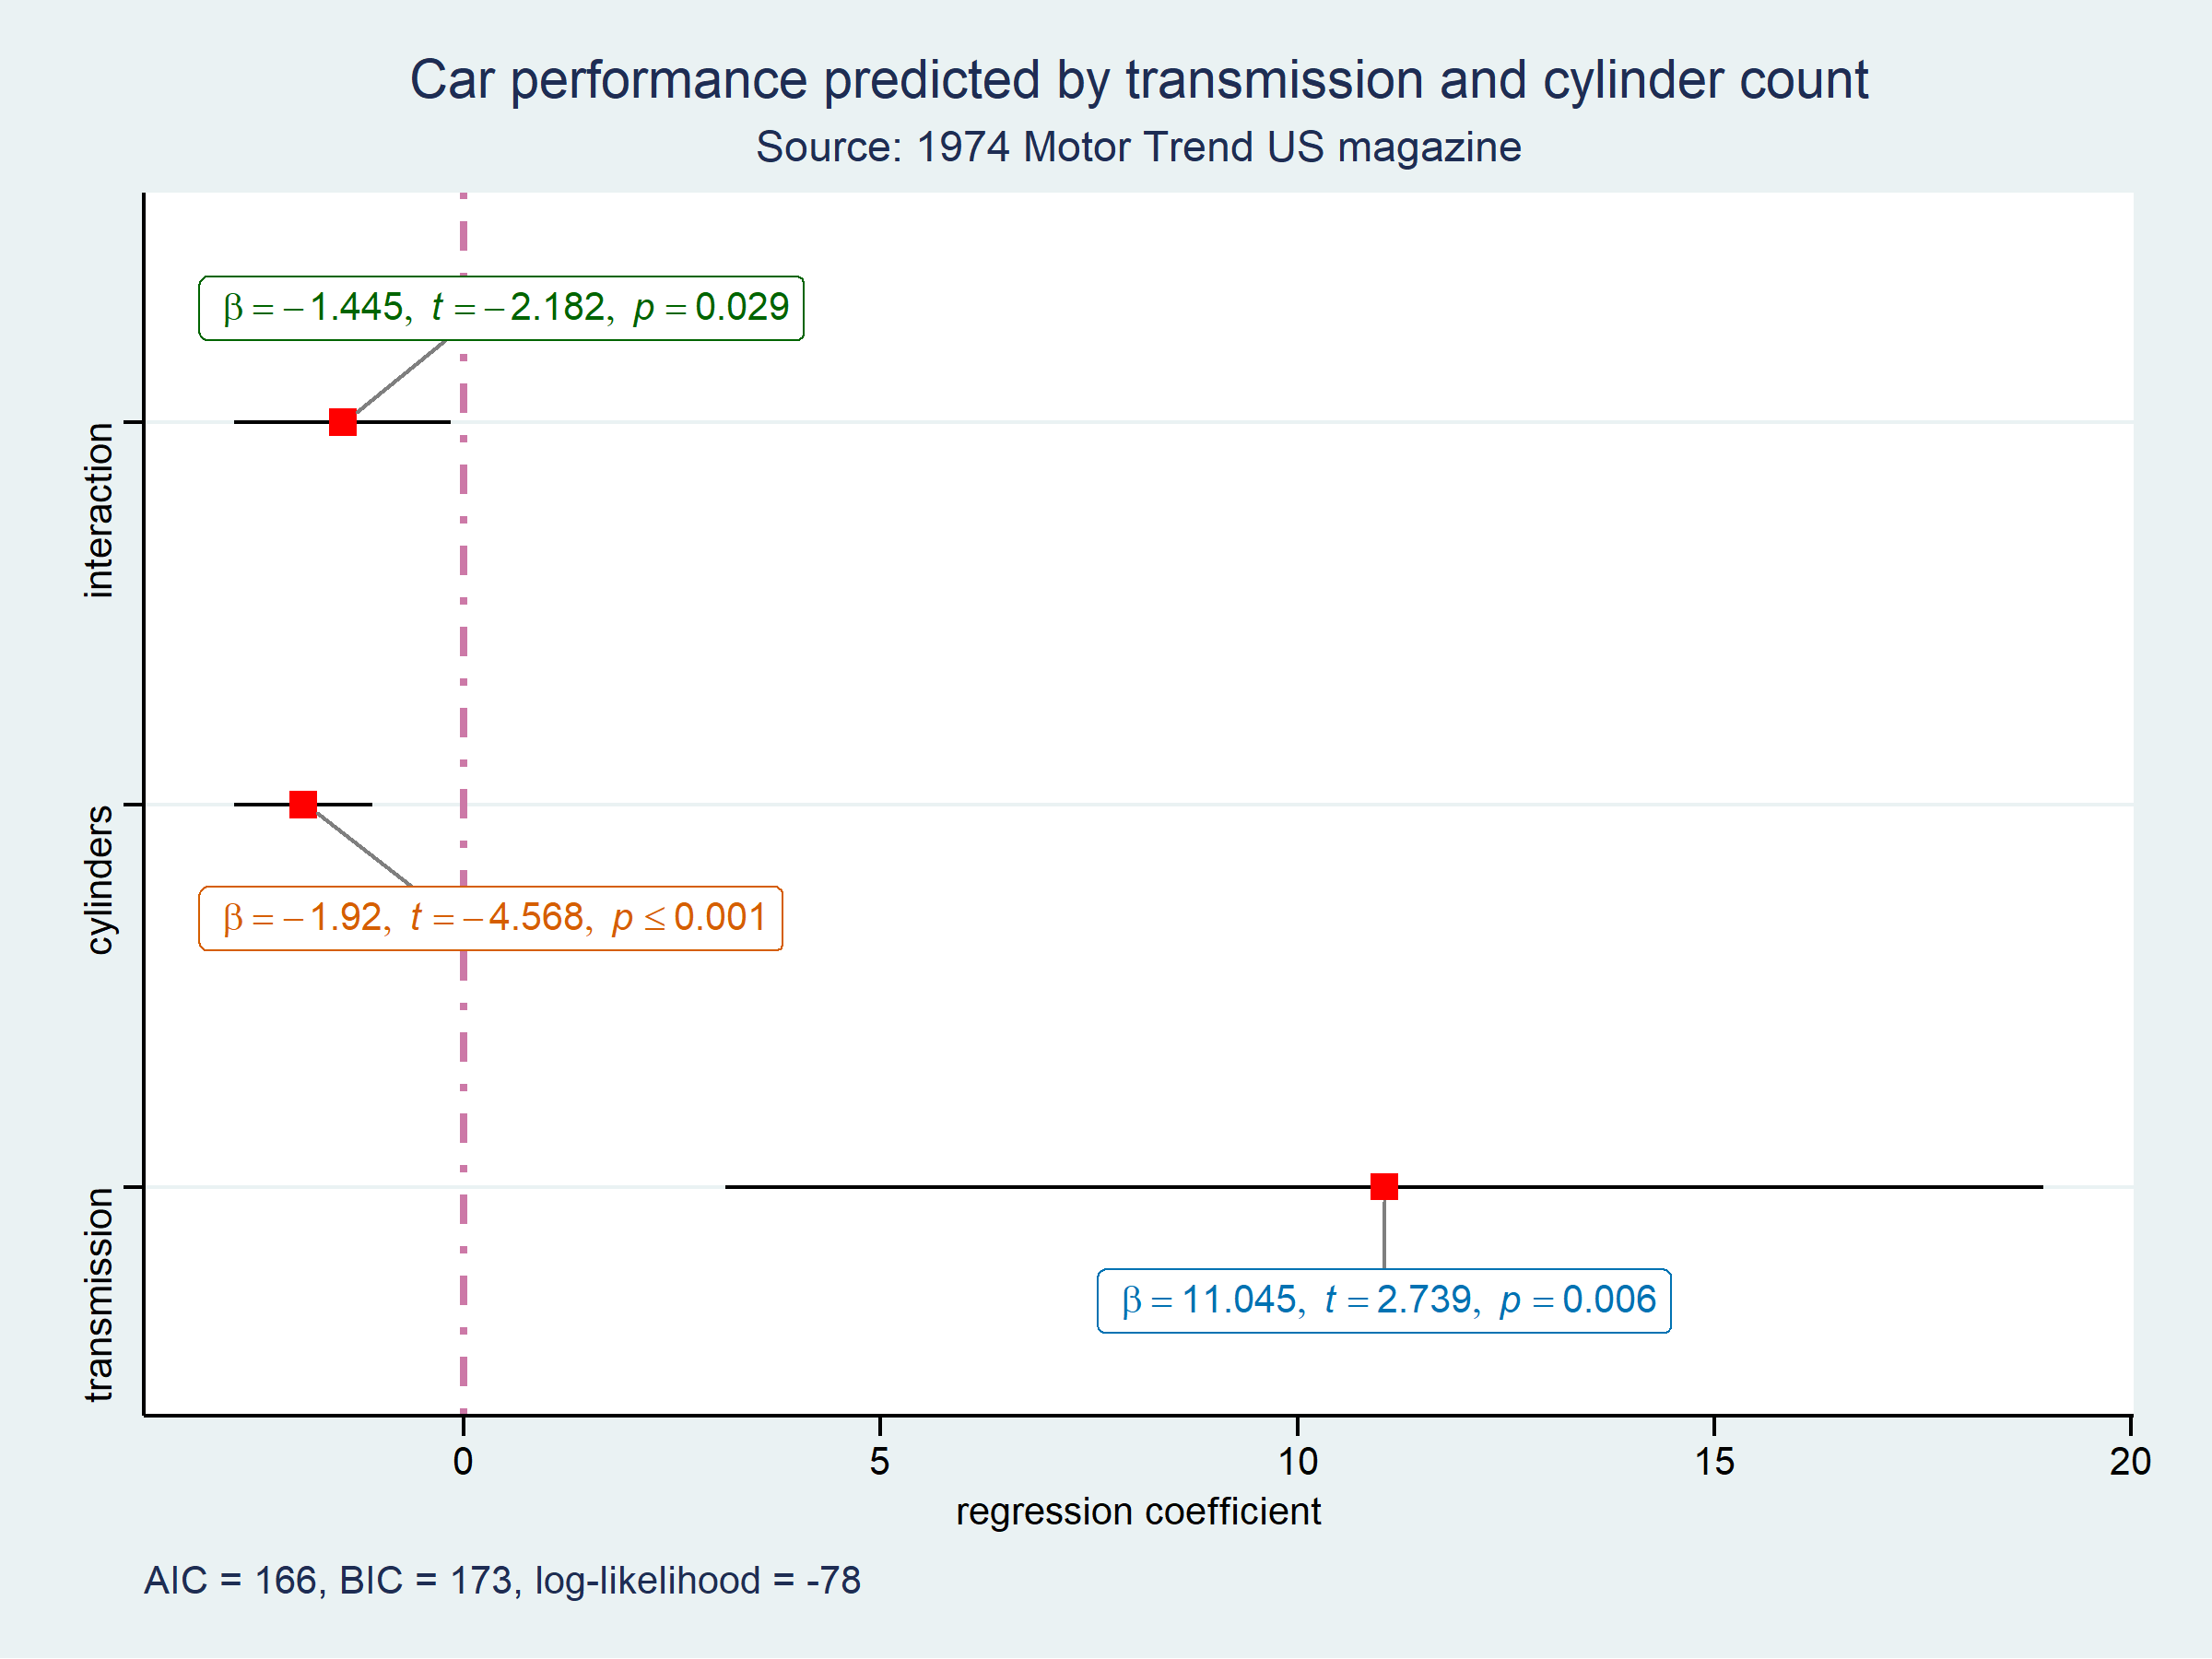 Car performance predicted by transmission and cylinder count
Source: 1974 Motor Trend US magazine
β = −1.445, t = −2.182, p = 0.029
interaction
cylinders
β = −1.92, t = −4.568, p ≤ 0.001
transmission
β = 11.045, t = 2.739, p = 0.006
0 5 10 15 20
regression coefficient
AIC = 166, BIC = 173, log-likelihood = -78